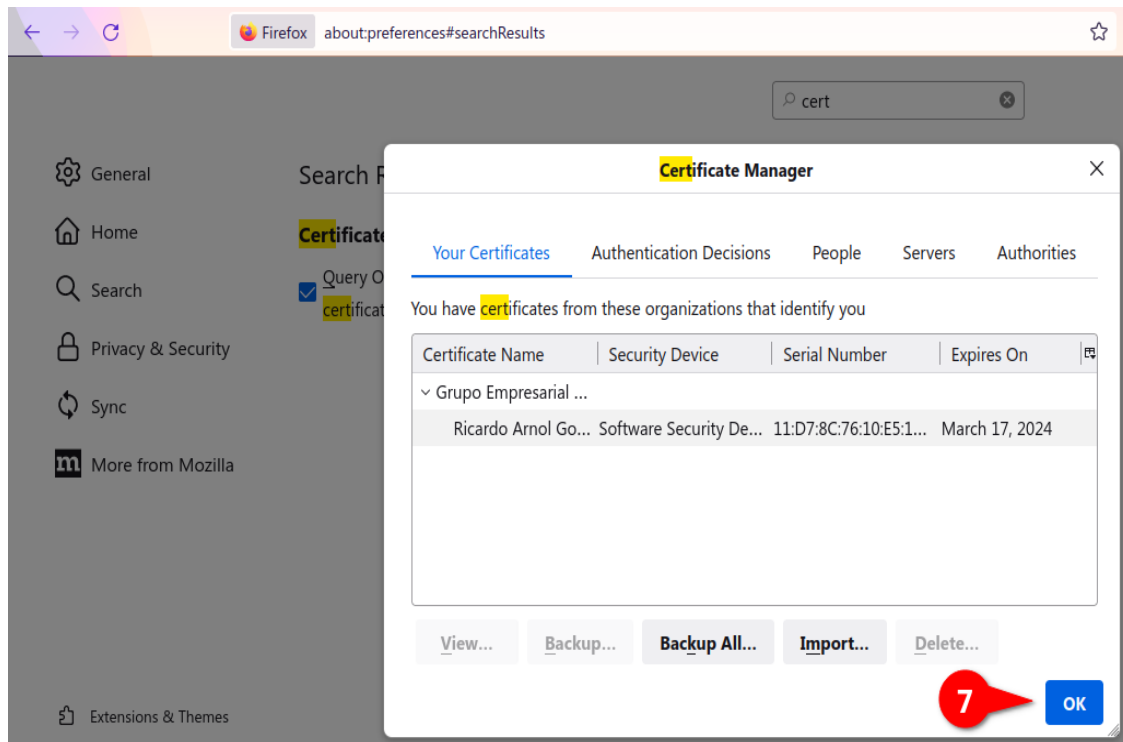 Firefox about:preferences#searchResults
cert
General
Home
Search
Privacy & Security
Sync
More from Mozilla
Extensions & Themes
Search R
Certificate
Query O
certificat
Certificate Manager
Your Certificates Authentication Decisions People Servers Authorities
You have certificates from these organizations that identify you
Certificate Name Security Device Serial Number Expires On
Grupo Empresarial ...
Ricardo Arnol Go... Software Security De... 11:D7:8C:76:10:E5:1... March 17, 2024
View... Backup... Backup All... Import... Delete...
7 OK